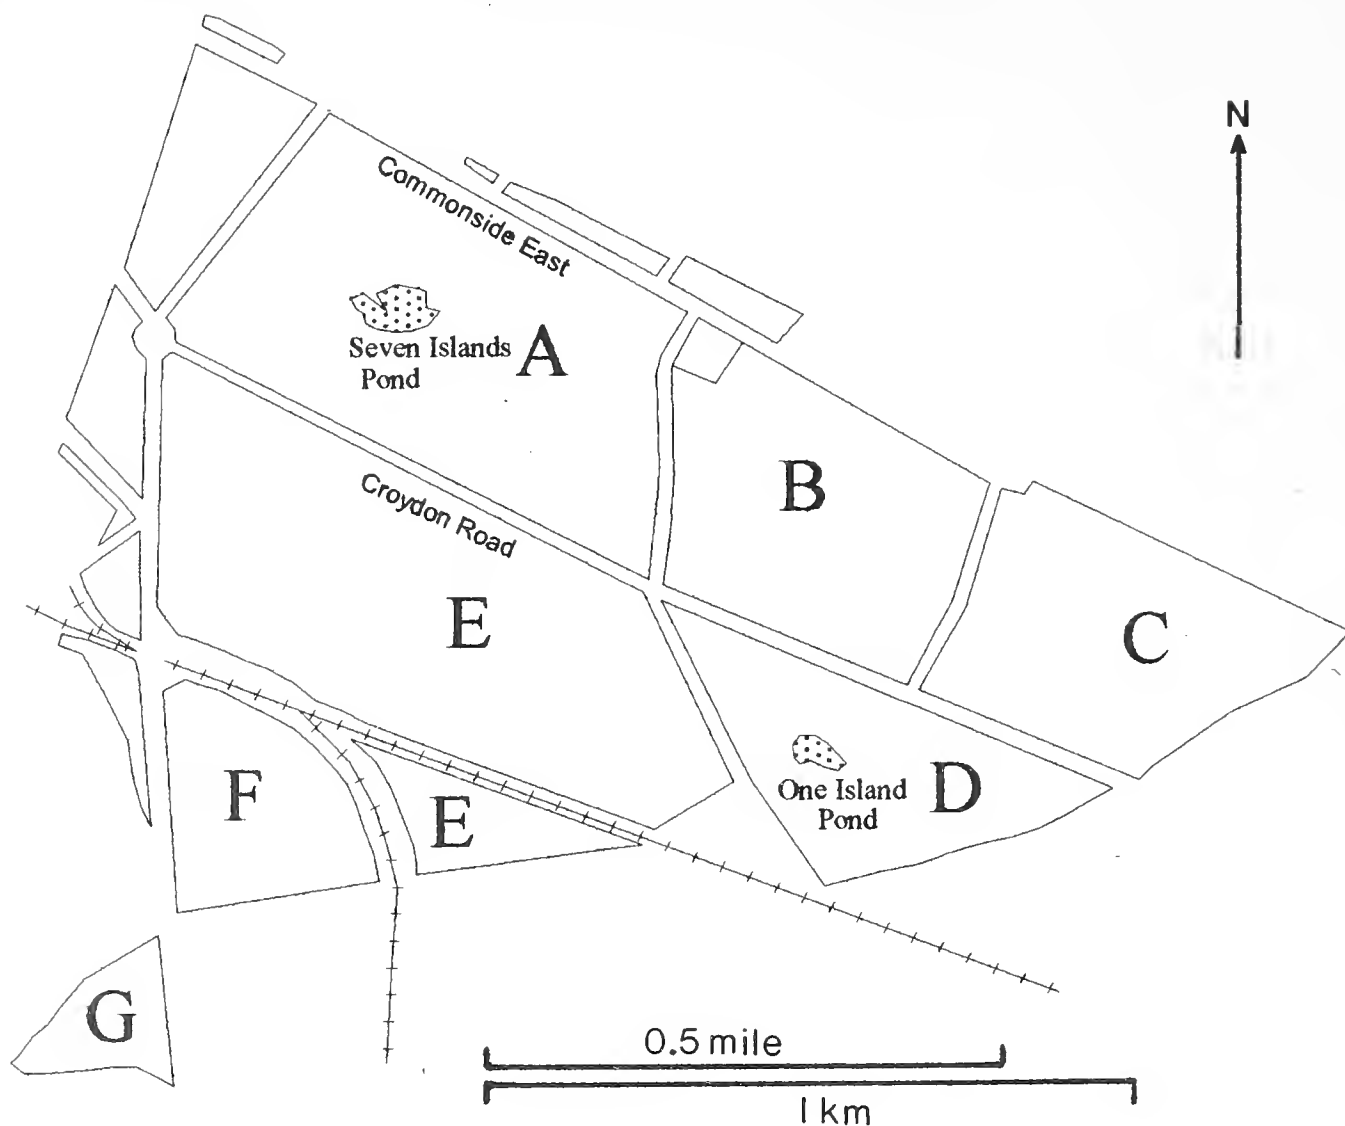 N
Commonside East
Seven Islands
Pond
A
B
Croydon Road
E
C
One Island
Pond
D
F
E
G
0.5 mile
1 km